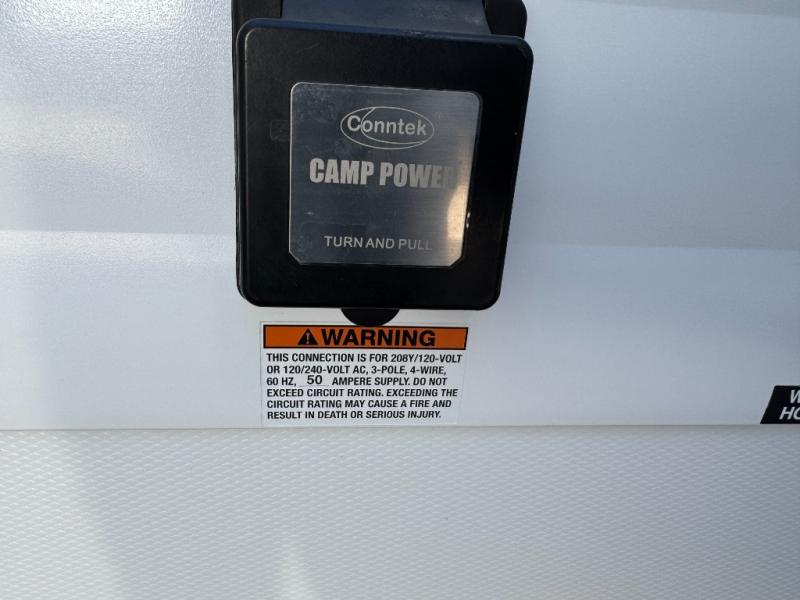 Conntek
CAMP POWER
TURN AND PULL
WARNING
THIS CONNECTION IS FOR 208Y/120-VOLT
OR 120/240-VOLT AC, 3-POLE, 4-WIRE,
60 HZ, 50 AMPERE SUPPLY. DO NOT
EXCEED CIRCUIT RATING. EXCEEDING THE
CIRCUIT RATING MAY CAUSE A FIRE AND
RESULT IN DEATH OR SERIOUS INJURY.